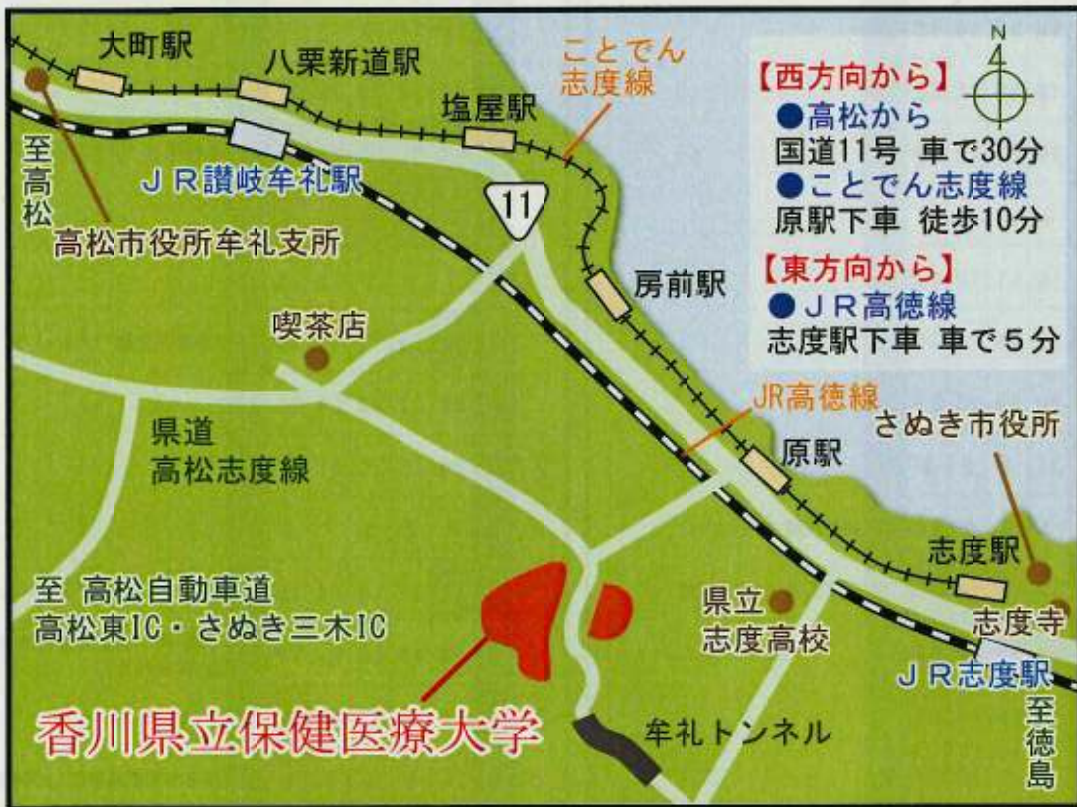 大町駅
八栗新道駅
ことでん
志度線
塩屋駅
N
【西方向から】
●高松から
国道11号 車で30分
●ことでん志度線
原駅下車 徒歩10分
【東方向から】
●JR高徳線
志度駅下車 車で5分
至高松
JR讃岐牟礼駅
11
高松市役所牟礼支所
房前駅
喫茶店
JR高徳線
さぬき市役所
県道
高松志度線
原駅
志度駅
至 高松自動車道
高松東IC・さぬき三木IC
県立
志度高校
志度寺
JR志度駅
香川県立保健医療大学
牟礼トンネル
至徳島